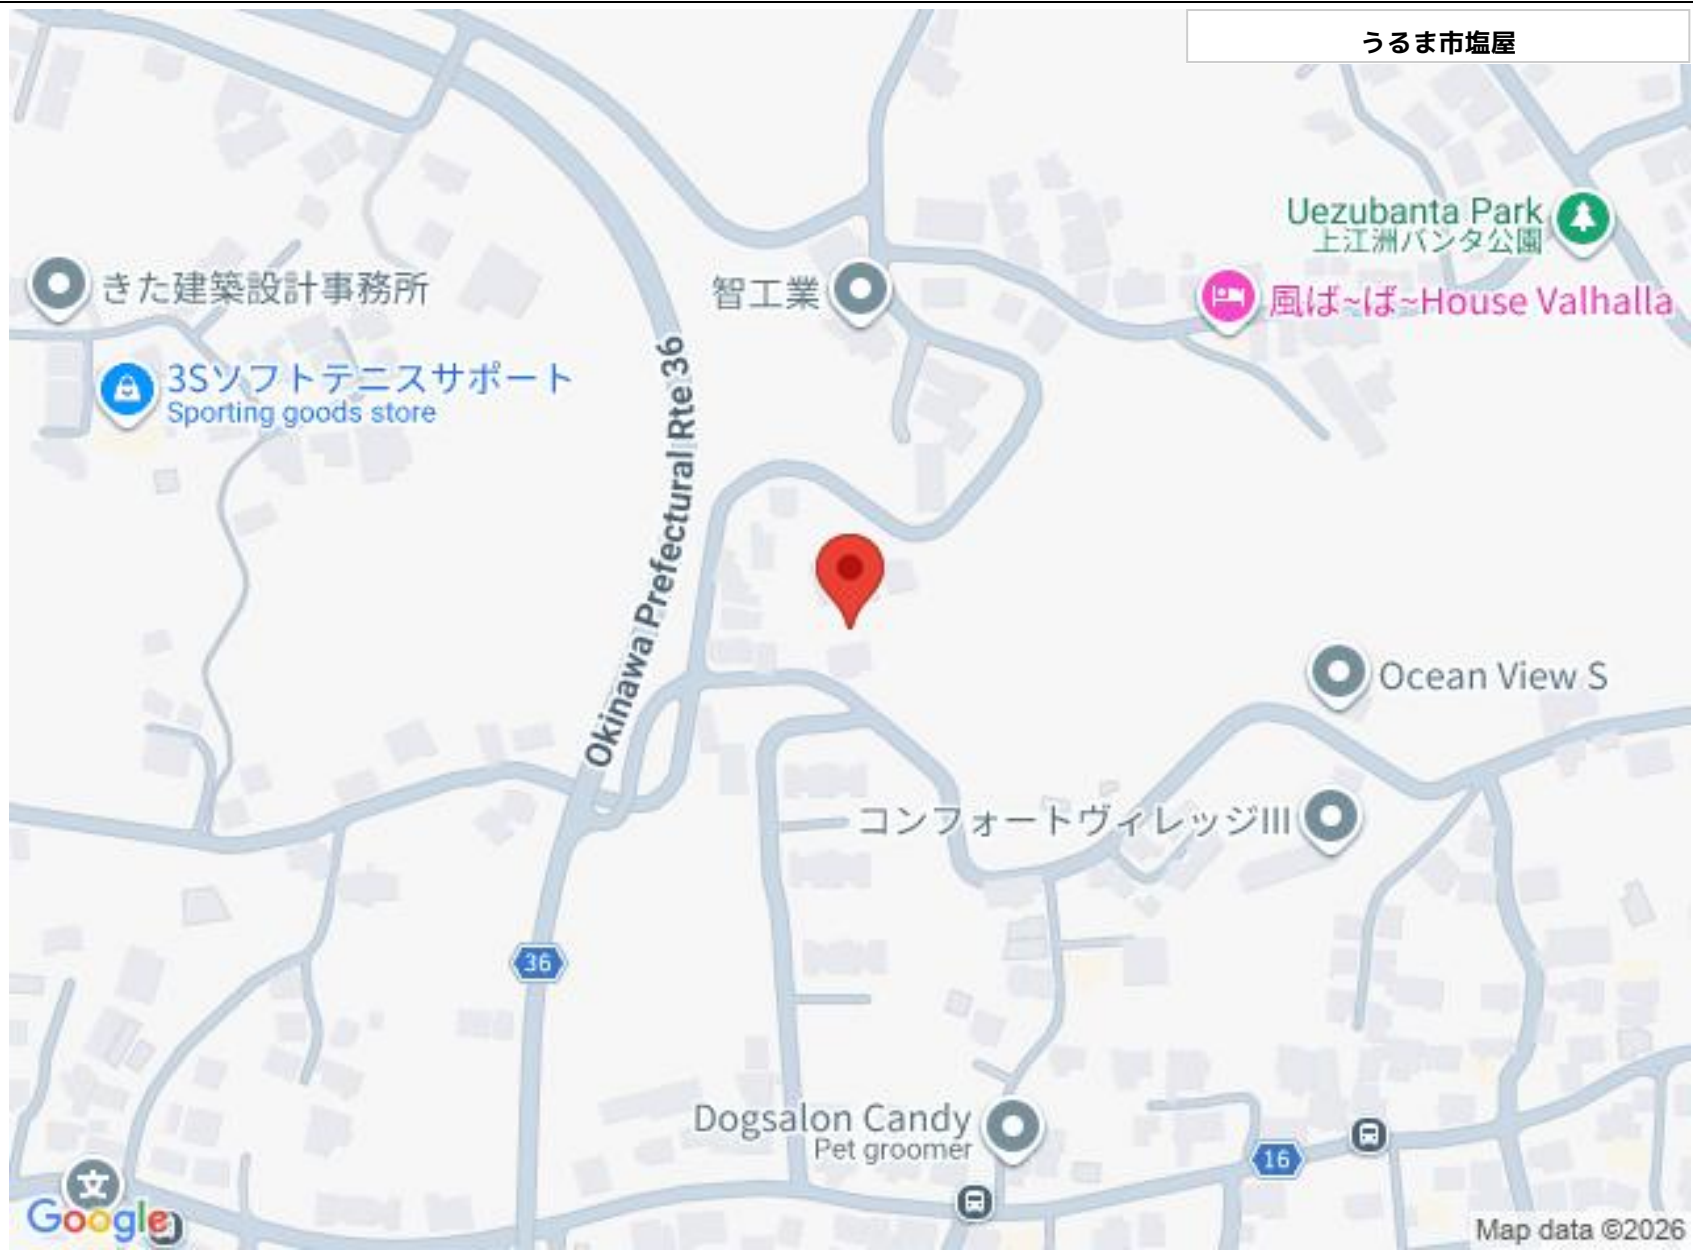 うるま市塩屋
Uezubanta Park
上江洲バンタ公園
きた建築設計事務所
智工業
風ば~ば~House Valhalla
3Sソフトテニスサポート
Sporting goods store
Okinawa Prefectural Rte 36
Ocean View S
コンフォートヴィレッジIII
36
Dogsalon Candy
Pet groomer
16
文
Google
Map data ©2026